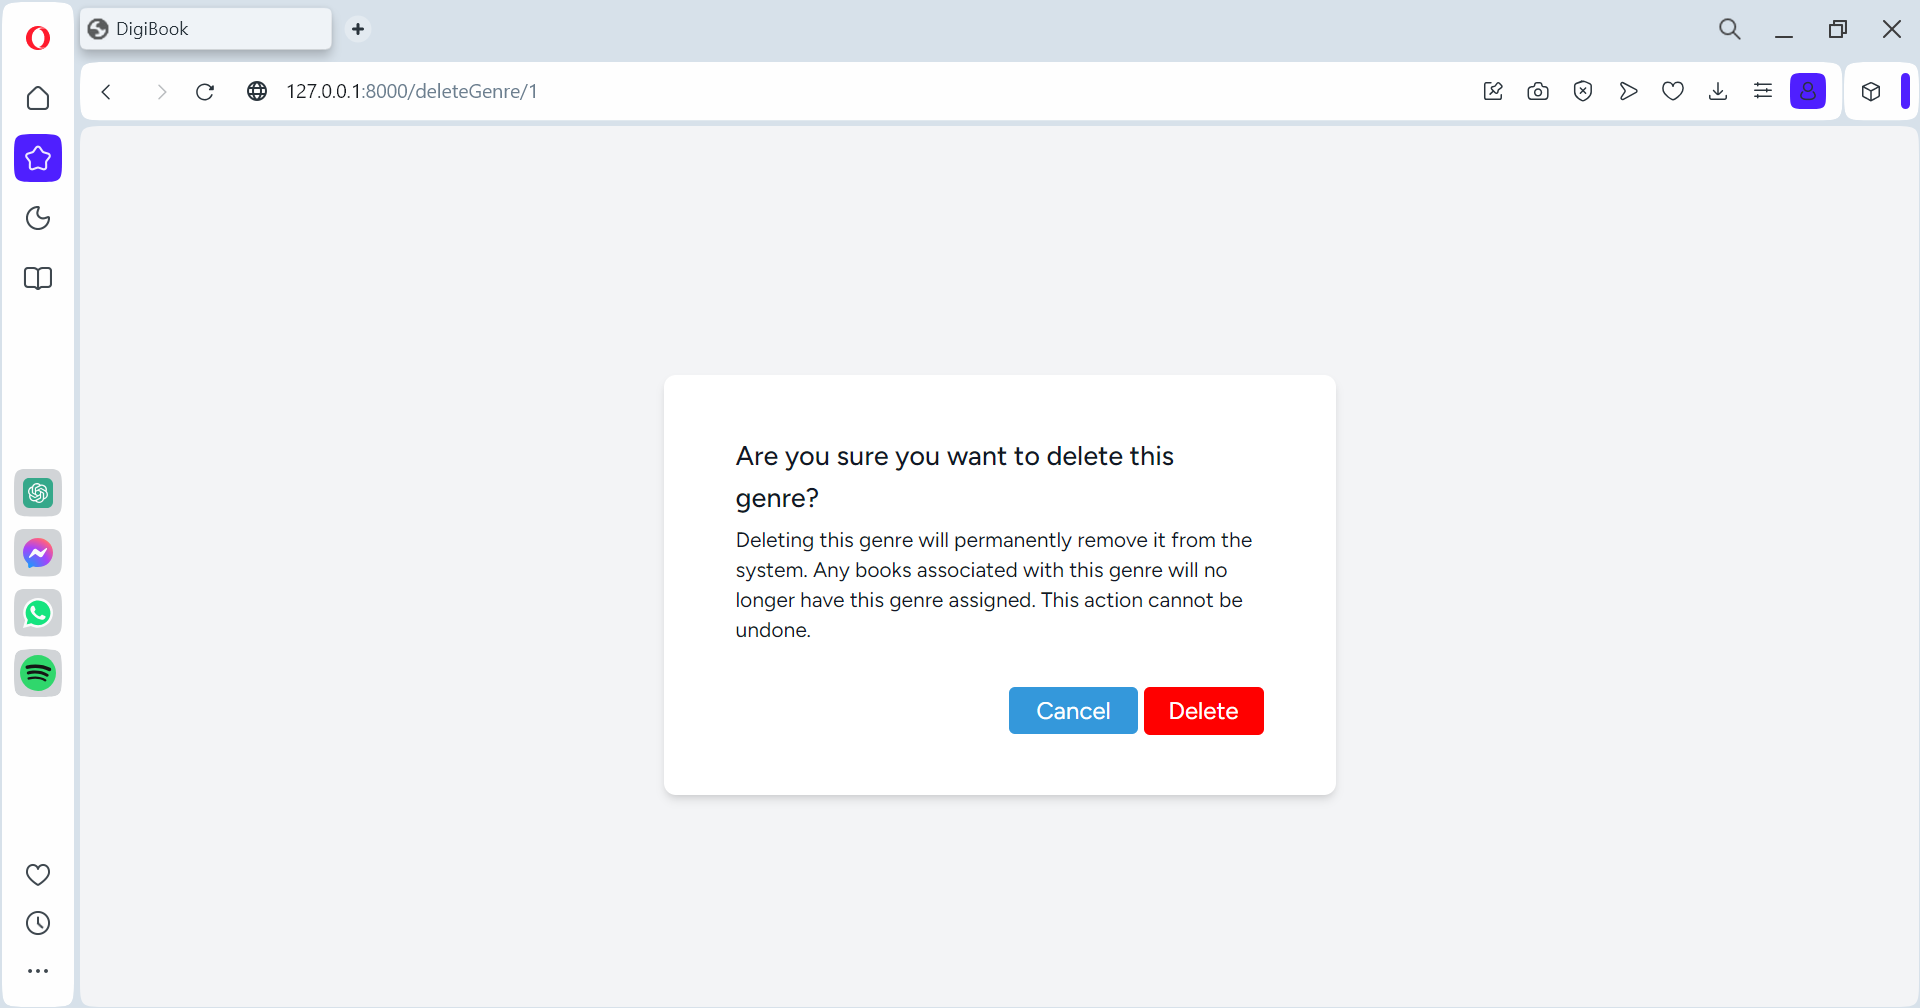 DigiBook
127.0.0.1:8000/deleteGenre/1
Are you sure you want to delete this
genre?
Deleting this genre will permanently remove it from the
system. Any books associated with this genre will no
longer have this genre assigned. This action cannot be
undone.
Cancel Delete